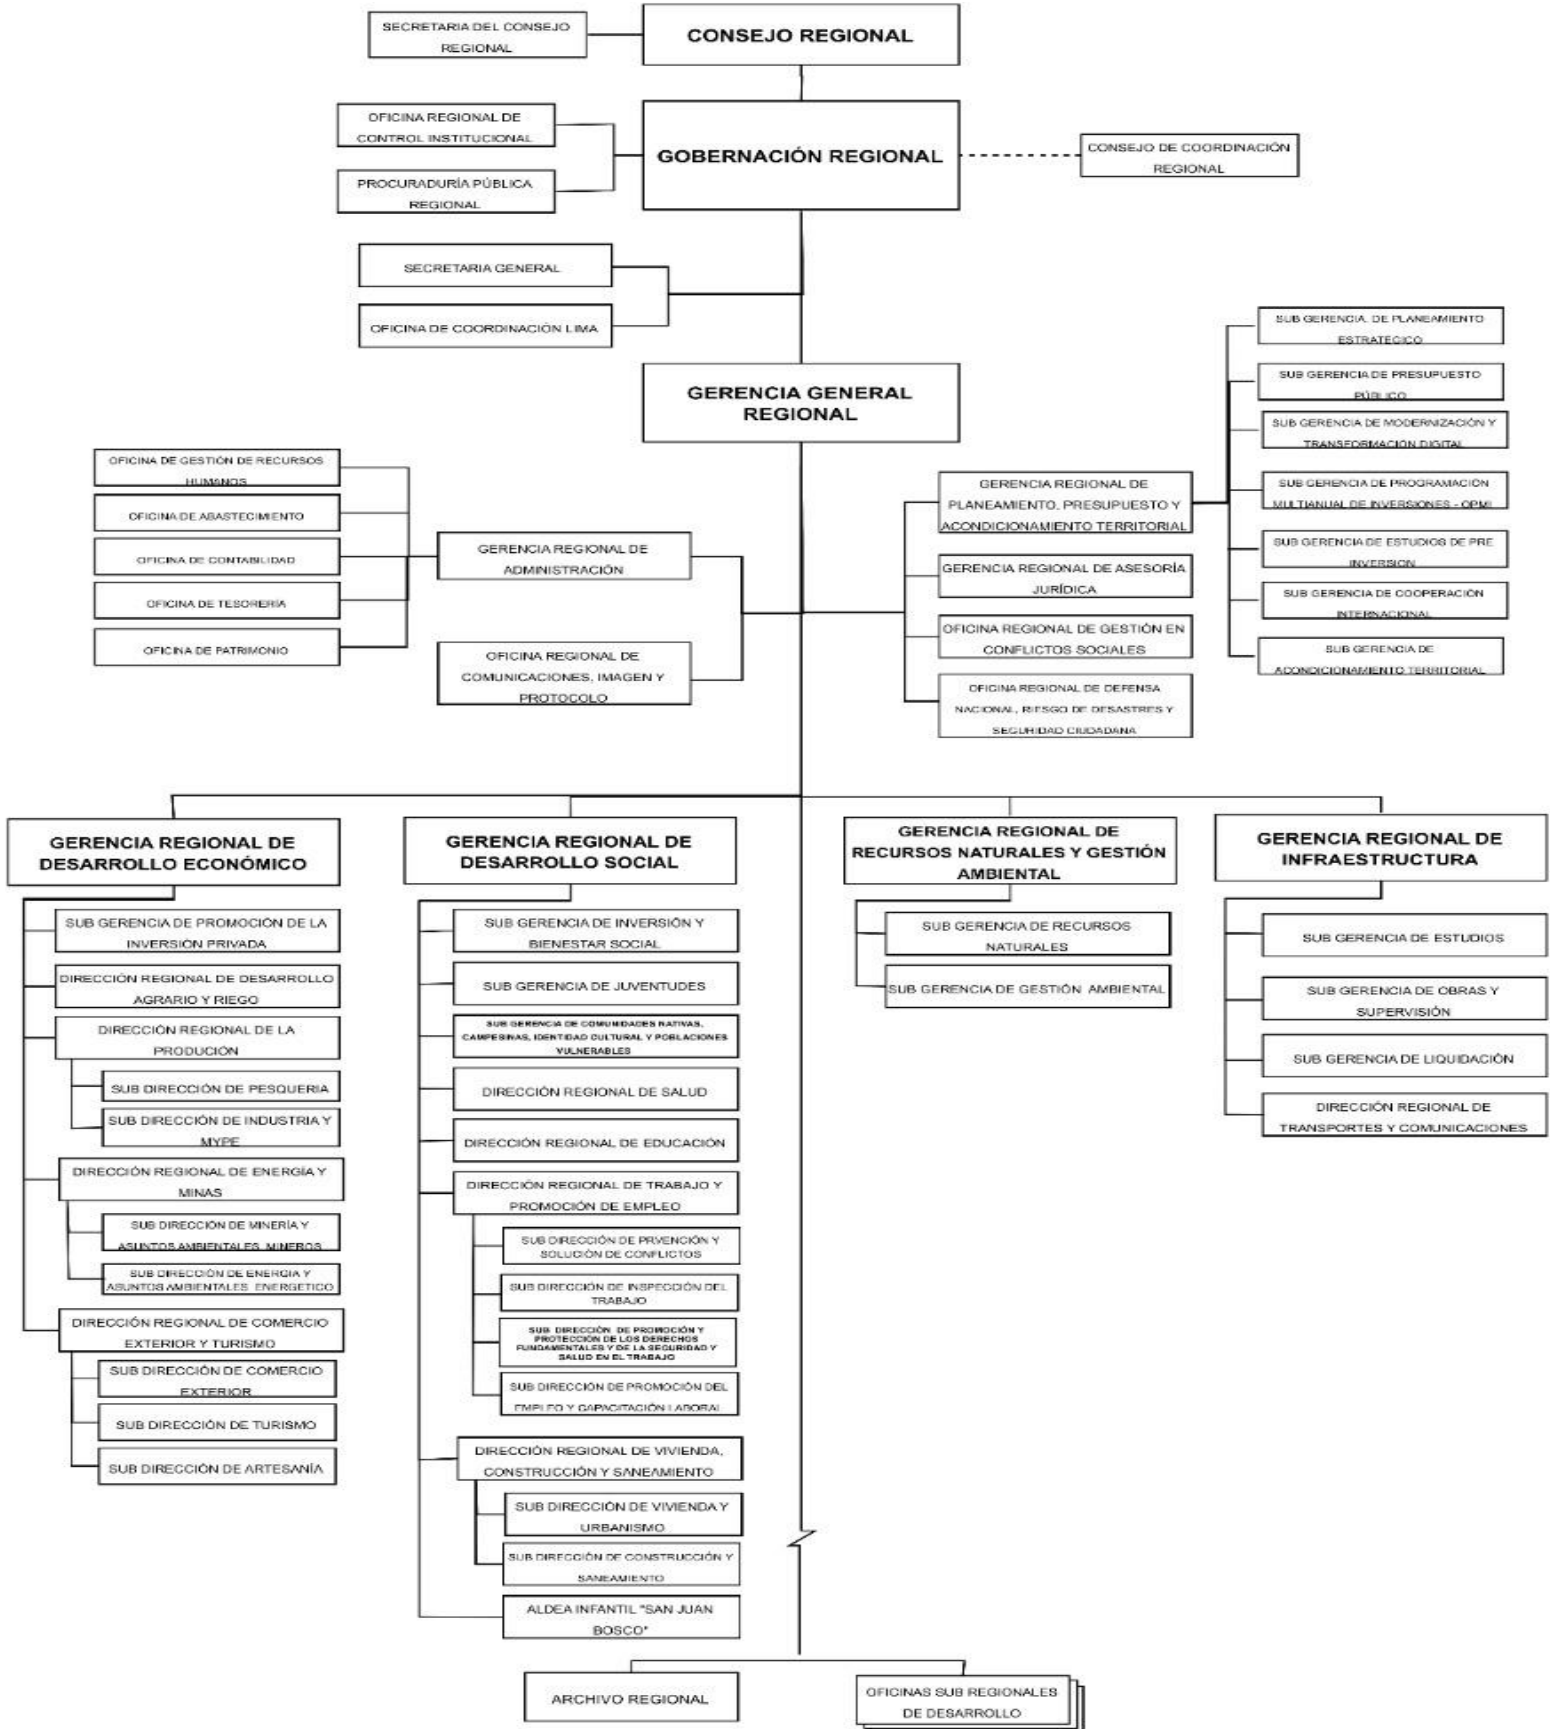 SECRETARIA DEL CONSEJO
REGIONAL
CONSEJO REGIONAL
OFICINA REGIONAL DE
CONTROL INSTITUCIONAL
PROCURADURÍA PÚBLICA
REGIONAL
GOBERNACIÓN REGIONAL
CONSEJO DE COORDINACIÓN
REGIONAL
SECRETARIA GENERAL
OFICINA DE COORDINACIÓN LIMA
GERENCIA GENERAL
REGIONAL
OFICINA DE GESTIÓN DE RECURSOS
HUMANOS
OFICINA DE ABASTECIMIENTO
OFICINA DE CONTABILIDAD
OFICINA DE TESORERÍA
OFICINA DE PATRIMONIO
GERENCIA REGIONAL DE
ADMINISTRACIÓN
OFICINA REGIONAL DE
COMUNICACIONES, IMAGEN Y
PROTOCOLO
GERENCIA REGIONAL DE
PLANEAMIENTO, PRESUPUESTO Y
ACONDICIONAMIENTO TERRITORIAL
GERENCIA REGIONAL DE ASESORÍA
JURÍDICA
OFICINA REGIONAL DE GESTIÓN EN
CONFLICTOS SOCIALES
OFICINA REGIONAL DE DEFENSA
NACIONAL, RIESGO DE DESASTRES Y
SEGURIDAD CIUDADANA
SUB GERENCIA. DE PLANEAMIENTO
ESTRATEGICO
SUB GERENCIA DE PRESUPUESTO
PÚBLICO
SUB GERENCIA DE MODERNIZACIÓN Y
TRANSFORMACIÓN DIGITAL
SUB GERENCIA DE PROGRAMACIÓN
MULTIANUAL DE INVERSIONES - OPMI
SUB GERENCIA DE ESTUDIOS DE PRE
INVERSION
SUB GERENCIA DE COOPERACIÓN
INTERNACIONAL
SUB GERENCIA DE
ACONDICIONAMIENTO TERRITORIAL
GERENCIA REGIONAL DE
DESARROLLO ECONÓMICO
SUB GERENCIA DE PROMOCIÓN DE LA
INVERSIÓN PRIVADA
DIRECCIÓN REGIONAL DE DESARROLLO
AGRARIO Y RIEGO
DIRECCIÓN REGIONAL DE LA
PRODUCIÓN
SUB DIRECCIÓN DE PESQUERIA
SUB DIRECCIÓN DE INDUSTRIA Y
MYPE
DIRECCIÓN REGIONAL DE ENERGÍA Y
MINAS
SUB DIRECCIÓN DE MINERÍA Y
ASUNTOS AMBIENTALES MINEROS
SUB DIRECCIÓN DE ENERGIA Y
ASUNTOS AMBIENTALES ENERGETICO
DIRECCIÓN REGIONAL DE COMERCIO
EXTERIOR Y TURISMO
SUB DIRECCIÓN DE COMERCIO
EXTERIOR
SUB DIRECCIÓN DE TURISMO
SUB DIRECCIÓN DE ARTESANÍA
GERENCIA REGIONAL DE
DESARROLLO SOCIAL
SUB GERENCIA DE INVERSIÓN Y
BIENESTAR SOCIAL
SUB GERENCIA DE JUVENTUDES
SUB GERENCIA DE COMUNIDADES NATIVAS,
CAMPESINAS, IDENTIDAD CULTURAL Y POBLACIONES
VULNERABLES
DIRECCIÓN REGIONAL DE SALUD
DIRECCIÓN REGIONAL DE EDUCACIÓN
DIRECCIÓN REGIONAL DE TRABAJO Y
PROMOCIÓN DE EMPLEO
SUB DIRECCIÓN DE PRVENCIÓN Y
SOLUCIÓN DE CONFLICTOS
SUB DIRECCIÓN DE INSPECCIÓN DEL
TRABAJO
SUB DIRECCIÓN DE PROMOCIÓN Y
PROTECCIÓN DE LOS DERECHOS
FUNDAMENTALES Y DE LA SEGURIDAD Y
SALUD EN EL TRABAJO
SUB DIRECCIÓN DE PROMOCIÓN DEL
EMPLEO Y CAPACITACIÓN LABORAL
DIRECCIÓN REGIONAL DE VIVIENDA,
CONSTRUCCIÓN Y SANEAMIENTO
SUB DIRECCIÓN DE VIVIENDA Y
URBANISMO
SUB DIRECCIÓN DE CONSTRUCCIÓN Y
SANEAMIENTO
ALDEA INFANTIL "SAN JUAN
BOSCO"
GERENCIA REGIONAL DE
RECURSOS NATURALES Y GESTIÓN
AMBIENTAL
SUB GERENCIA DE RECURSOS
NATURALES
SUB GERENCIA DE GESTIÓN AMBIENTAL
GERENCIA REGIONAL DE
INFRAESTRUCTURA
SUB GERENCIA DE ESTUDIOS
SUB GERENCIA DE OBRAS Y
SUPERVISIÓN
SUB GERENCIA DE LIQUIDACIÓN
DIRECCIÓN REGIONAL DE
TRANSPORTES Y COMUNICACIONES
ARCHIVO REGIONAL
OFICINAS SUB REGIONALES
DE DESARROLLO